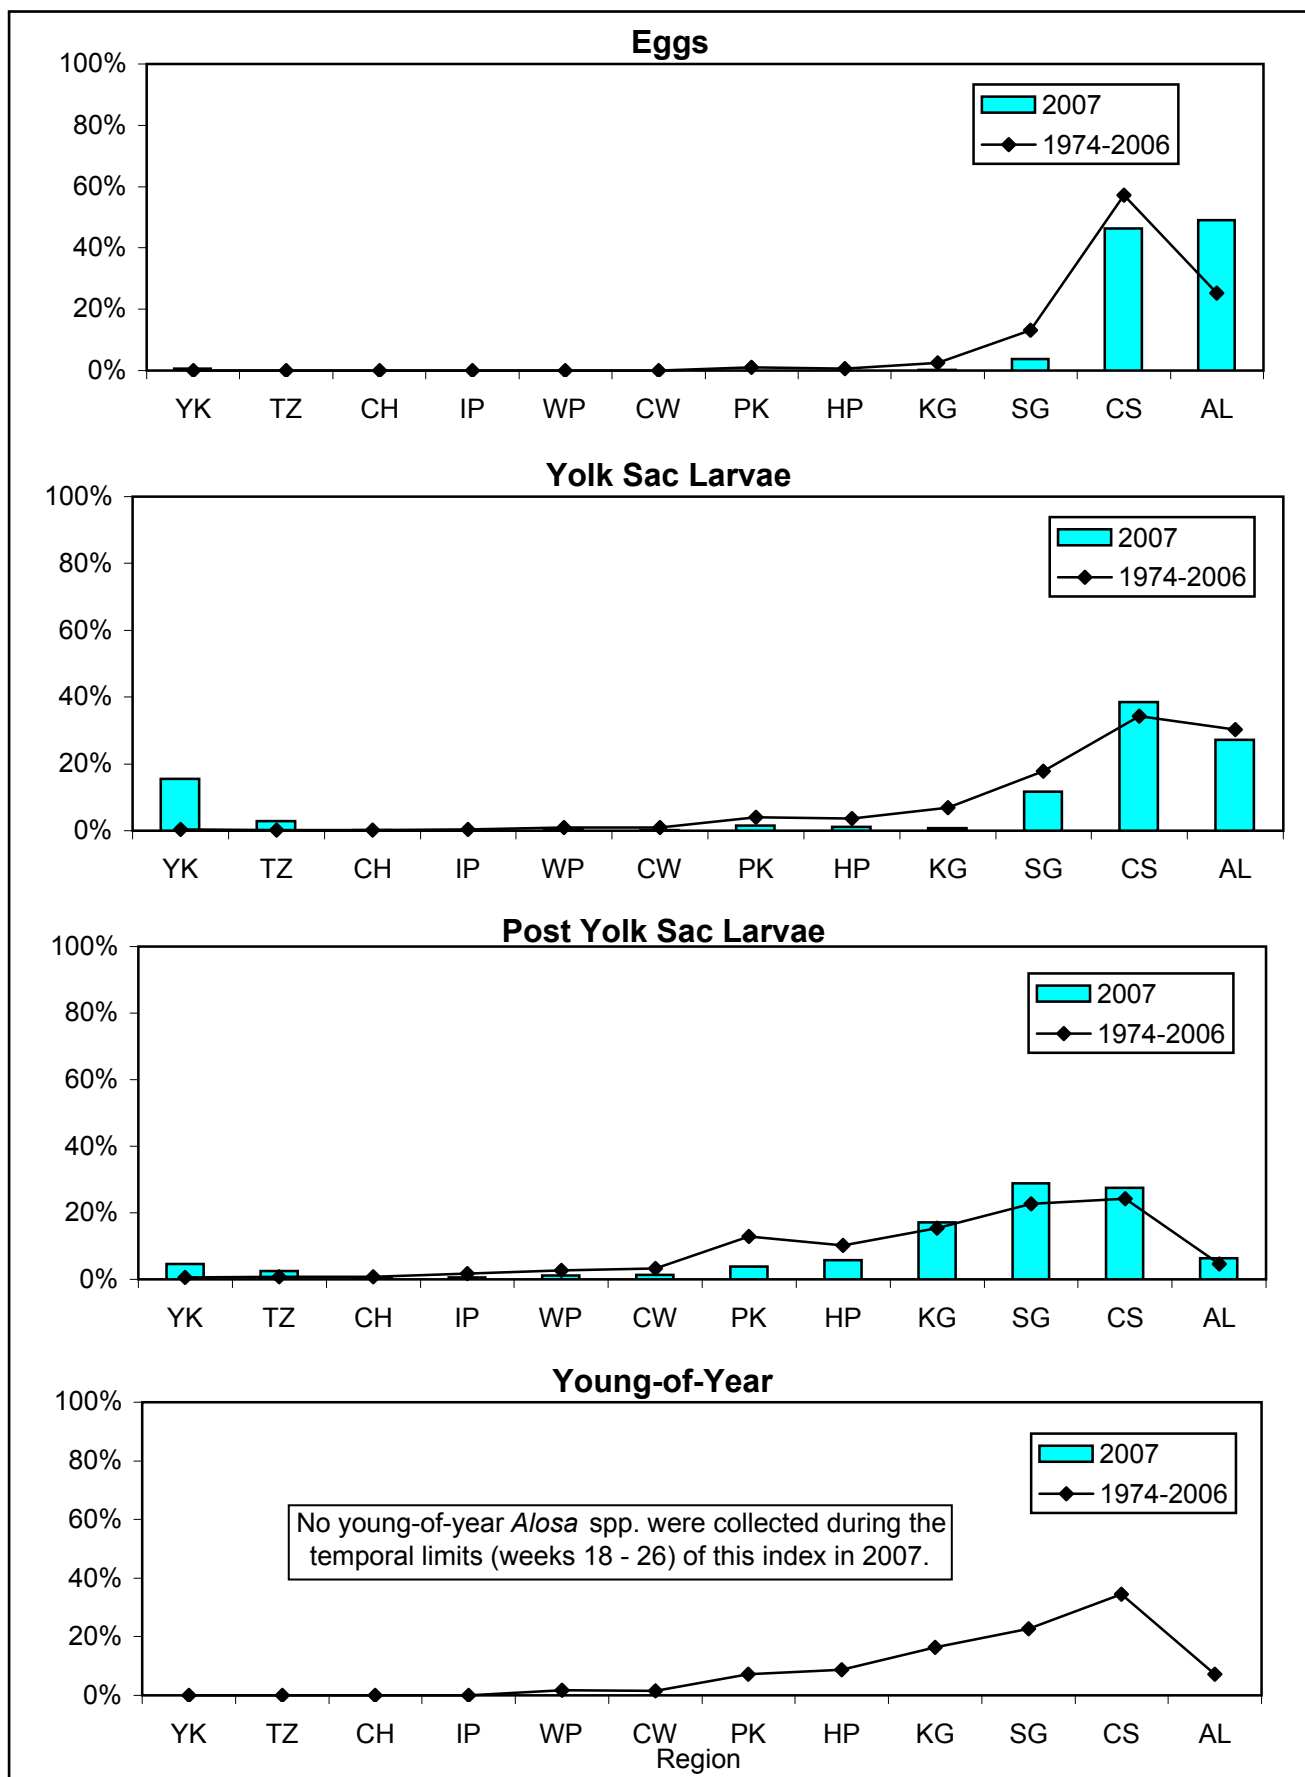 Eggs
100%
80%
60%
40%
20%
0%
2007
1974-2006
YK TZ CH IP WP CW PK HP KG SG CS AL
Yolk Sac Larvae
100%
80%
60%
40%
20%
0%
2007
1974-2006
YK TZ CH IP WP CW PK HP KG SG CS AL
Post Yolk Sac Larvae
100%
80%
60%
40%
20%
0%
2007
1974-2006
YK TZ CH IP WP CW PK HP KG SG CS AL
Young-of-Year
100%
80%
60%
40%
20%
0%
2007
1974-2006
No young-of-year Alosa spp. were collected during the
temporal limits (weeks 18 - 26) of this index in 2007.
YK TZ CH IP WP CW PK HP KG SG CS AL
Region